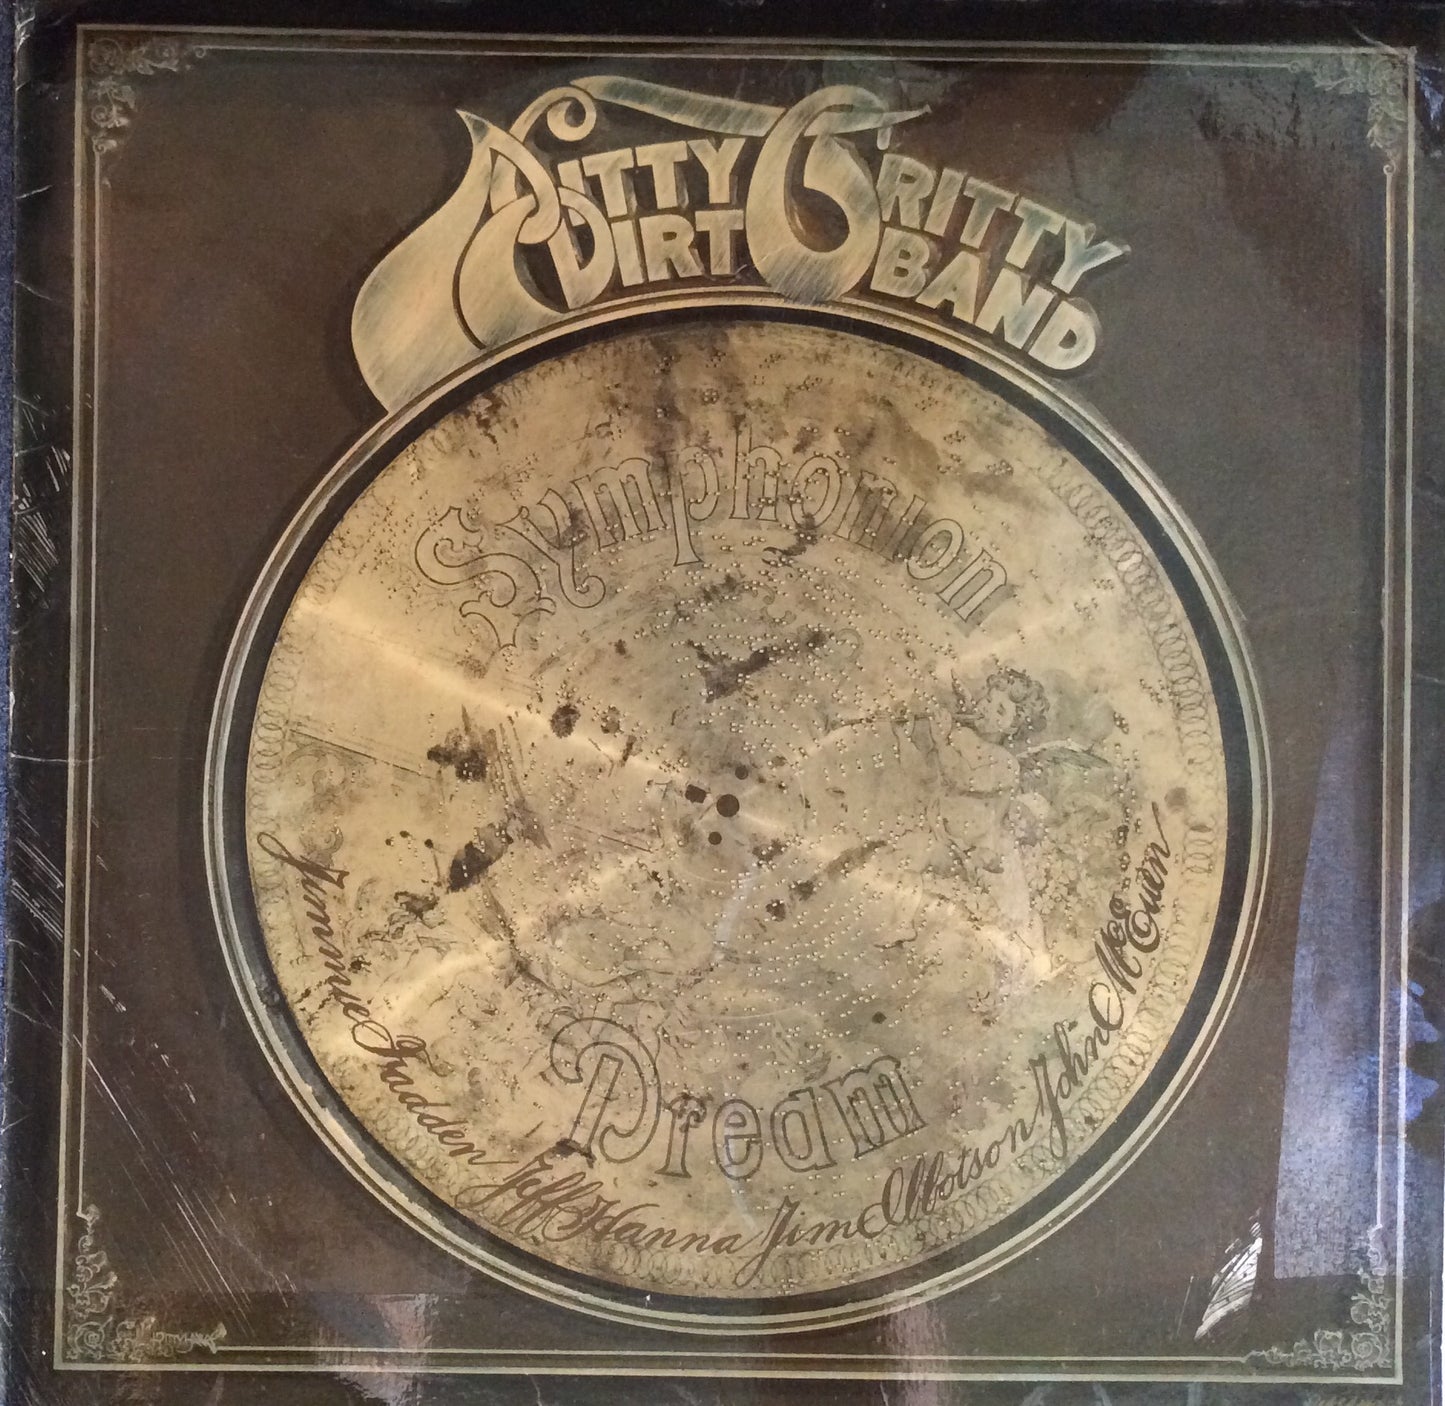 NITTY GRITTY
DIRT BAND
Symphonion
Dream
Jimmie Fadden Jeff Hanna Jim Ibbotson John McEuen